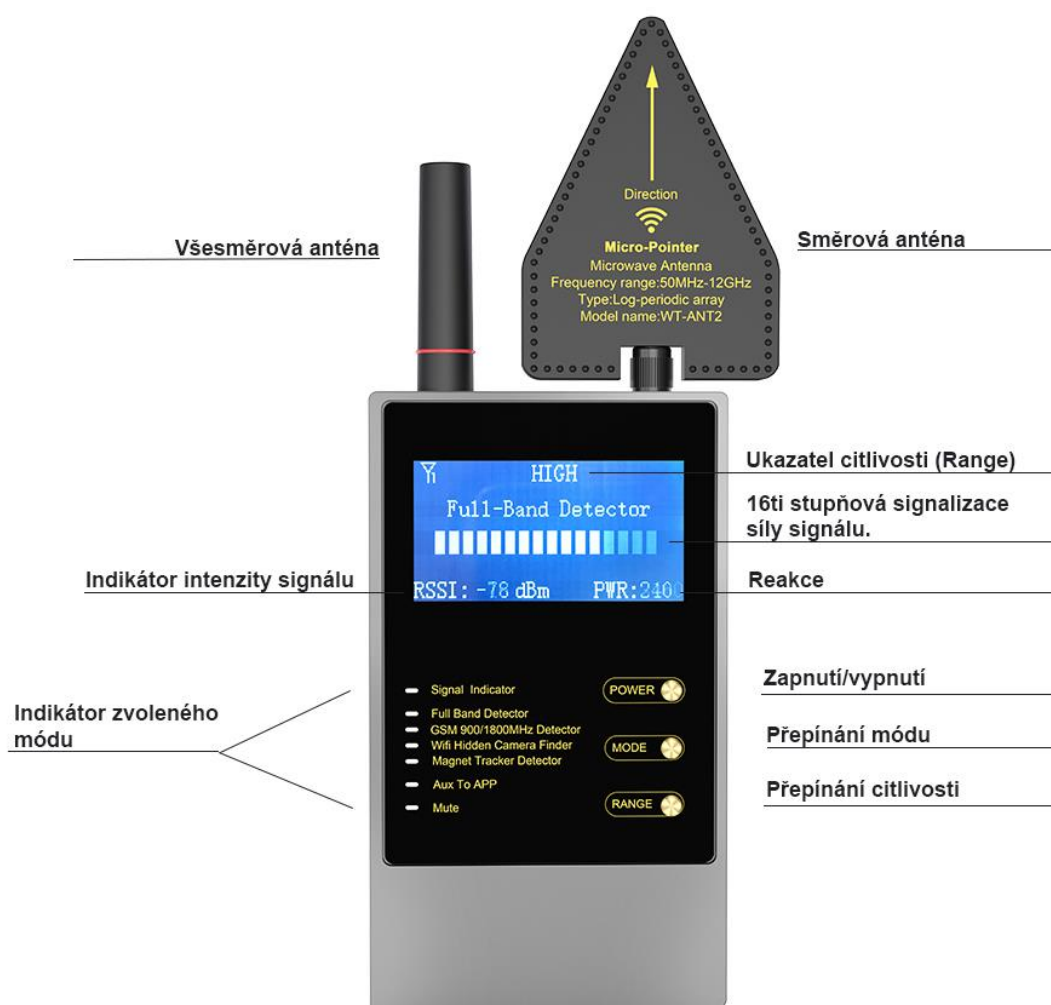 Direction
Micro-Pointer
Microwave Antenna
Frequency range:50MHz-12GHz
Type:Log-periodic array
Model name:WT-ANT2
Všesměrová anténa
Směrová anténa
HIGH
Ukazatel citlivosti (Range)
Full-Band Detector
16ti stupňová signalizace
síly signálu.
Indikátor intenzity signálu
RSSI: -78 dBm PWR:2400
Reakce
Signal Indicator
Full Band Detector
GSM 900/1800MHz Detector
Wifi Hidden Camera Finder
Magnet Tracker Detector
Aux To APP
Mute
POWER
MODE
RANGE
Zapnutí/vypnutí
Přepínání módu
Přepínání citlivosti
Indikátor zvoleného
módu